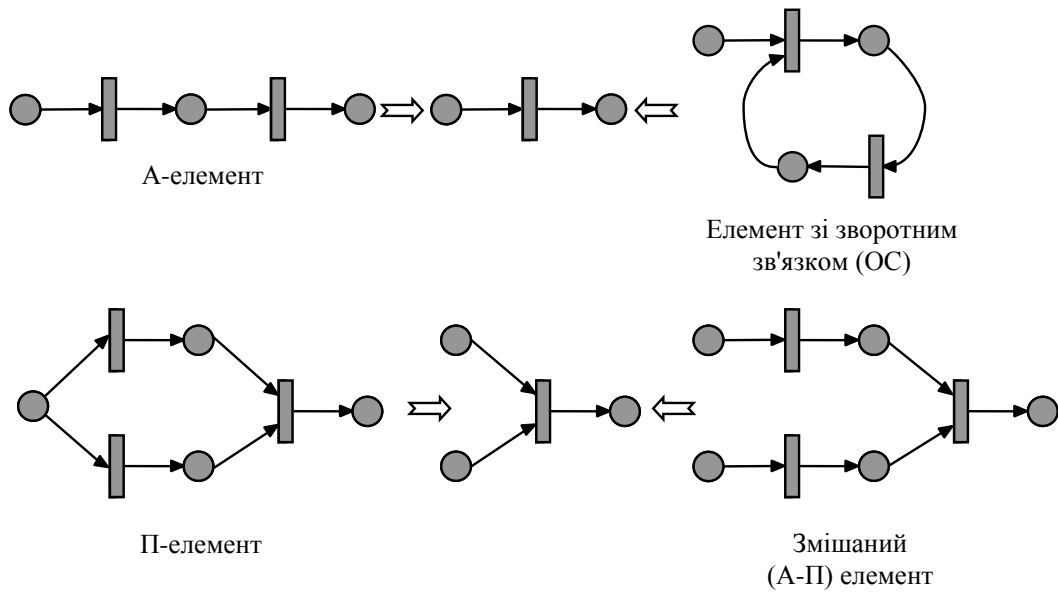 А-елемент
Елемент зі зворотним
зв'язком (ОС)
П-елемент
Змішаний
(А-П) елемент